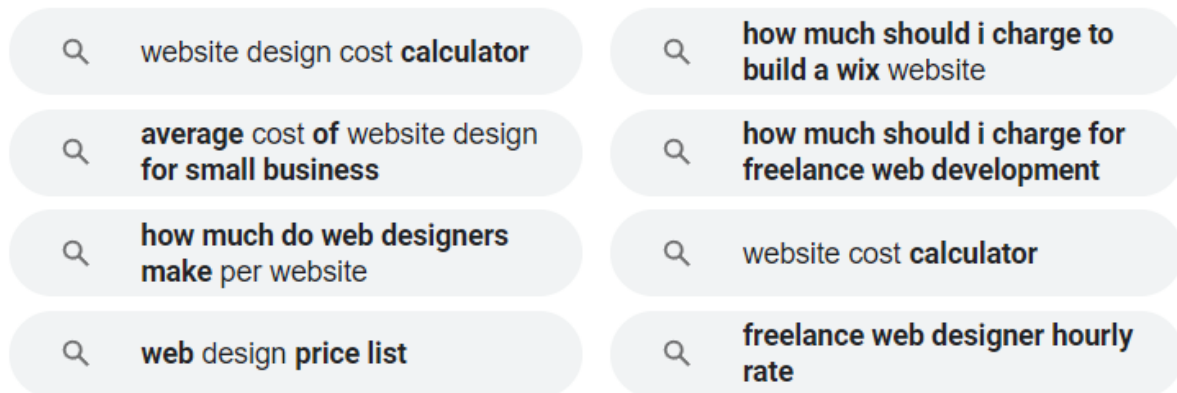 website design cost calculator
average cost of website design
for small business
how much do web designers
make per website
web design price list
how much should i charge to
build a wix website
how much should i charge for
freelance web development
website cost calculator
freelance web designer hourly
rate